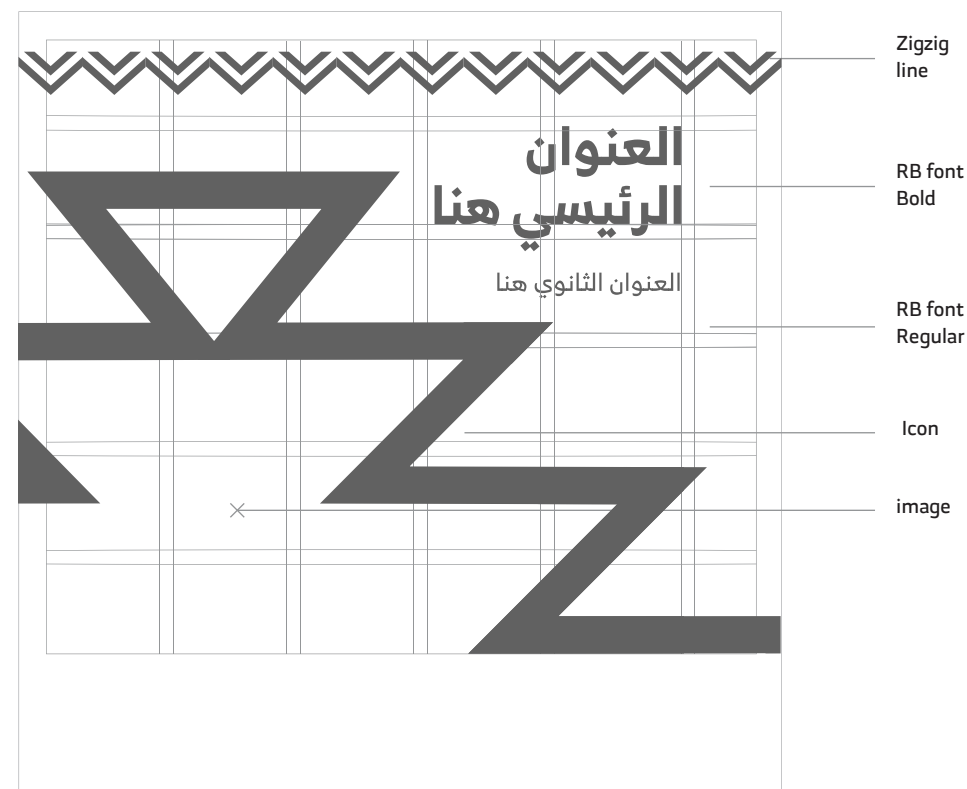 Zigzig
line
العنوان
الرئيسي هنا
RB font
Bold
العنوان الثانوي هنا
RB font
Regular
Icon
image